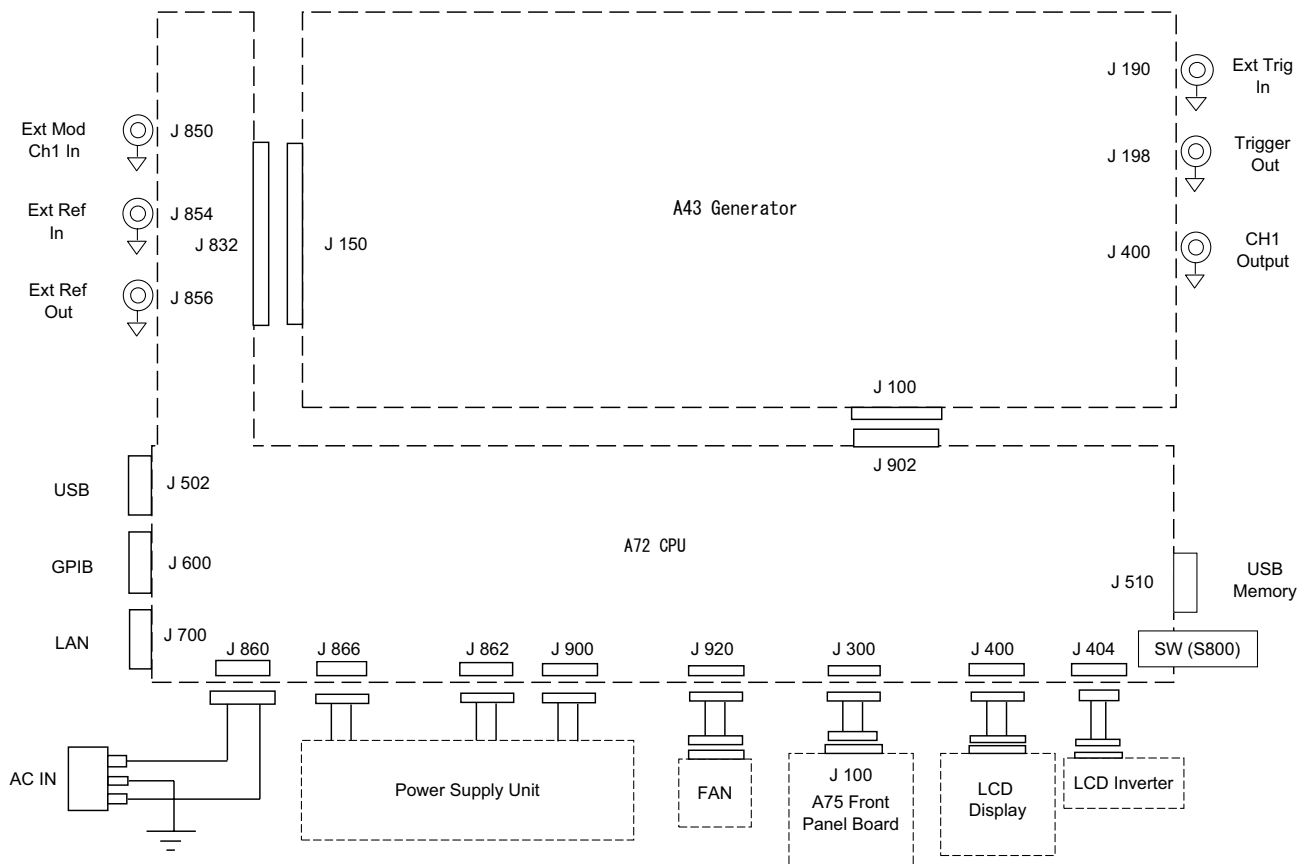 J 190
Ext Trig
In
Ext Mod
Ch1 In
J 850
J 198
Trigger
Out
Ext Ref
In
J 854
A43 Generator
J 832
J 150
J 400
CH1
Output
Ext Ref
Out
J 856
J 100
J 902
USB
J 502
A72 CPU
GPIB
J 600
J 510
USB
Memory
LAN
J 700
J 860
J 866
J 862
J 900
J 920
J 300
J 400
J 404
SW (S800)
AC IN
Power Supply Unit
FAN
J 100
A75 Front
Panel Board
LCD
Display
LCD Inverter